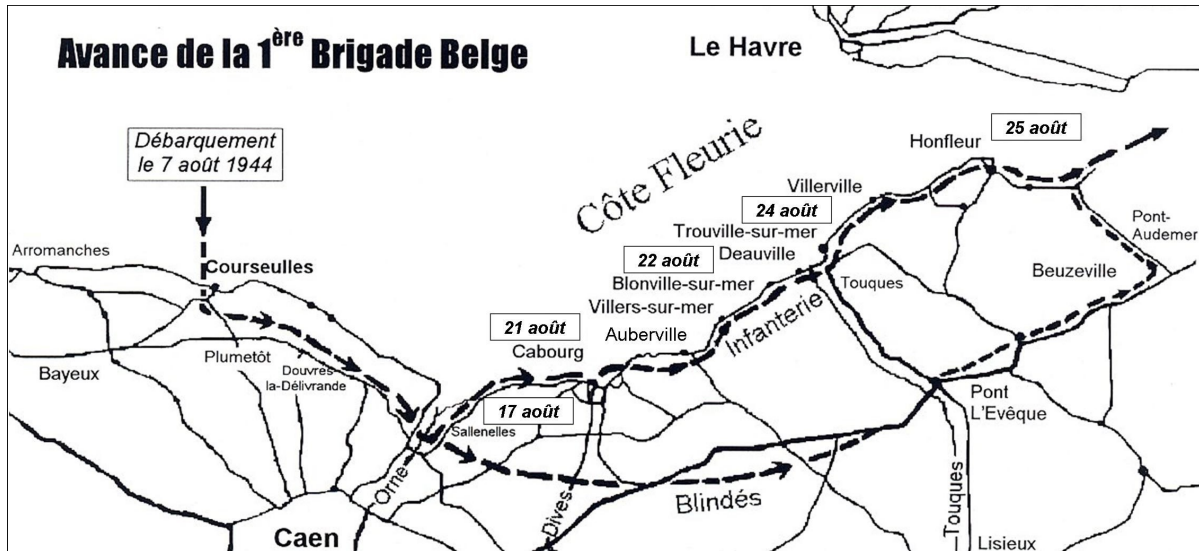 Avance de la 1ère Brigade Belge
Le Havre
Débarquement
le 7 août 1944
Côte Fleurie
25 août
Honfleur
Villerville
24 août
Trouville-sur-mer
Deauville
22 août
Blonville-sur-mer
Villers-sur-mer
Pont-
Audemer
Beuzeville
Touques
Arromanches
Courseulles
21 août
Cabourg
Auberville
Infanterie
Plumetôt
Douvres
la-Délivrande
Bayeux
17 août
Sallenelles
Pont
L'Evêque
Orne
Dives
Blindés
Touques
Caen
Lisieux